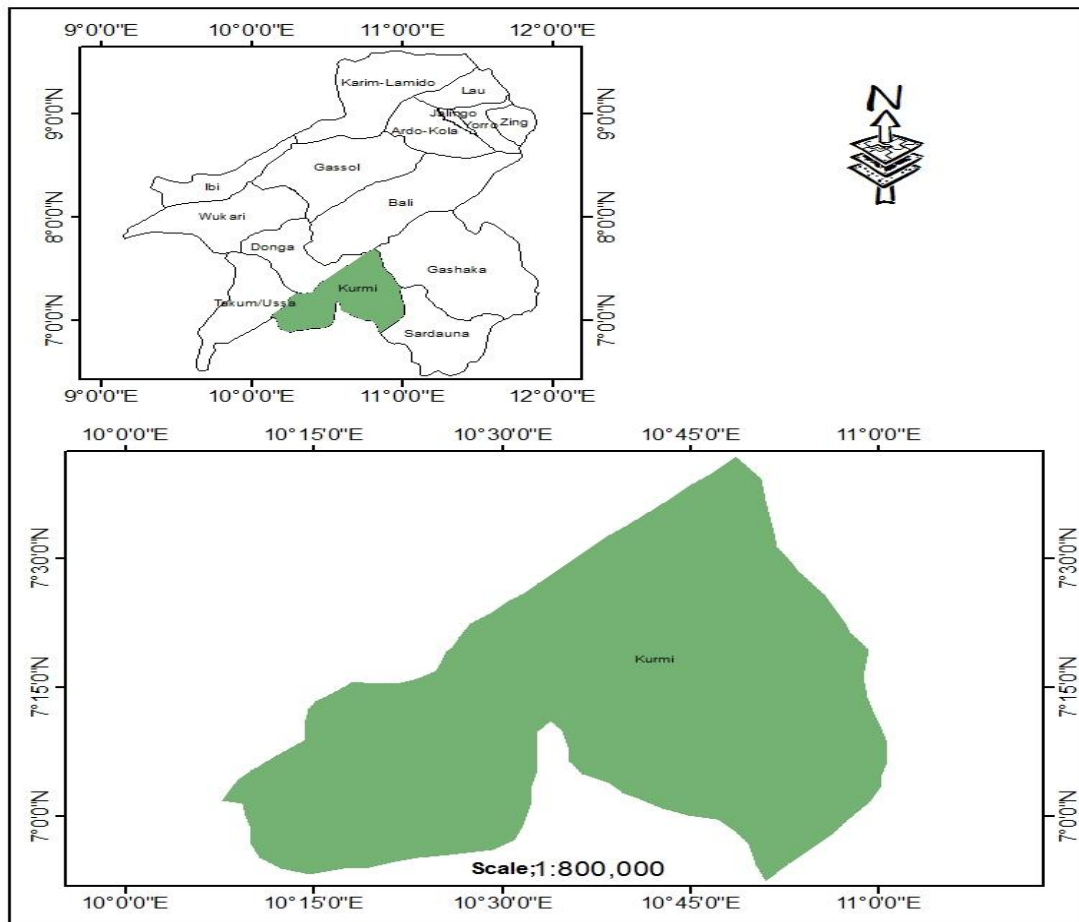 9°0'0"E 10°0'0"E 11°0'0"E 12°0'0"E
N
Karim-Lamido
Lau
9°0'0"N
9°0'0"N
Jalingo
Zing
Yorro
Ardo-Kola
Gassol
Ibi
Bali
8°0'0"N
8°0'0"N
Wukari
Donga
Gashaka
Kurmi
Takum/Ussa
7°0'0"N
7°0'0"N
Sardauna
9°0'0"E 10°0'0"E 11°0'0"E 12°0'0"E
10°0'0"E 10°15'0"E 10°30'0"E 10°45'0"E 11°0'0"E
7°30'0"N
7°30'0"N
Kurmi
7°15'0"N
7°15'0"N
7°0'0"N
7°0'0"N
Scale;1:800,000
10°0'0"E 10°15'0"E 10°30'0"E 10°45'0"E 11°0'0"E